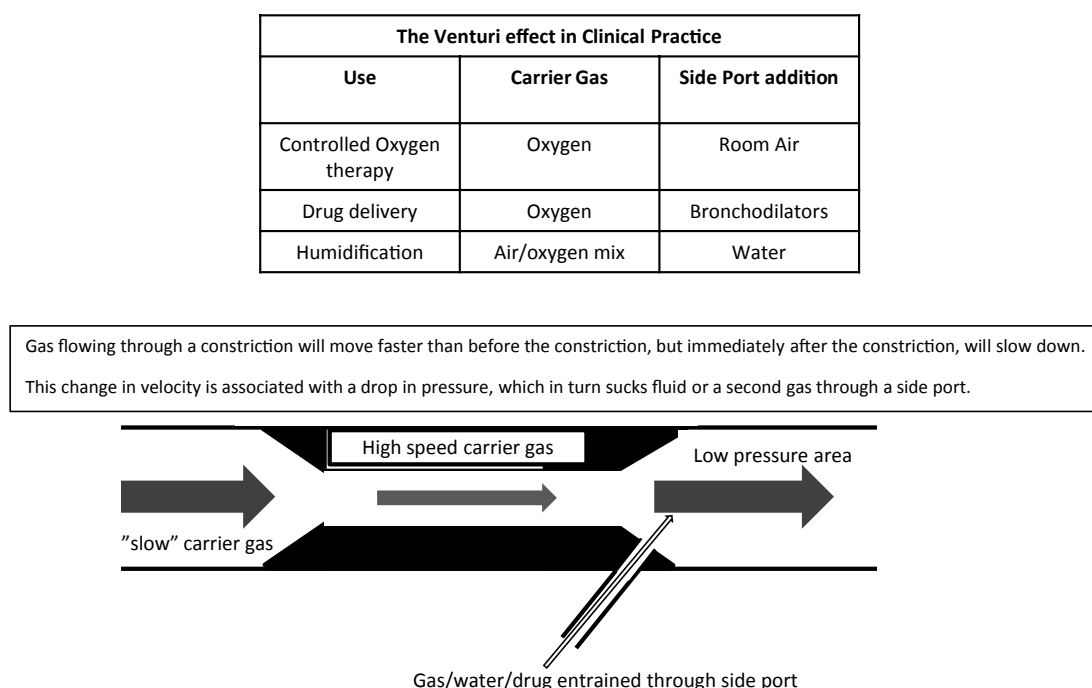 The Venturi effect in Clinical Practice
Use Carrier Gas Side Port addition
Controlled Oxygen therapy Oxygen Room Air
Drug delivery Oxygen Bronchodilators
Humidification Air/oxygen mix Water
Gas flowing through a constriction will move faster than before the constriction, but immediately after the constriction, will slow down.
This change in velocity is associated with a drop in pressure, which in turn sucks fluid or a second gas through a side port.
High speed carrier gas
Low pressure area
”slow” carrier gas
Gas/water/drug entrained through side port